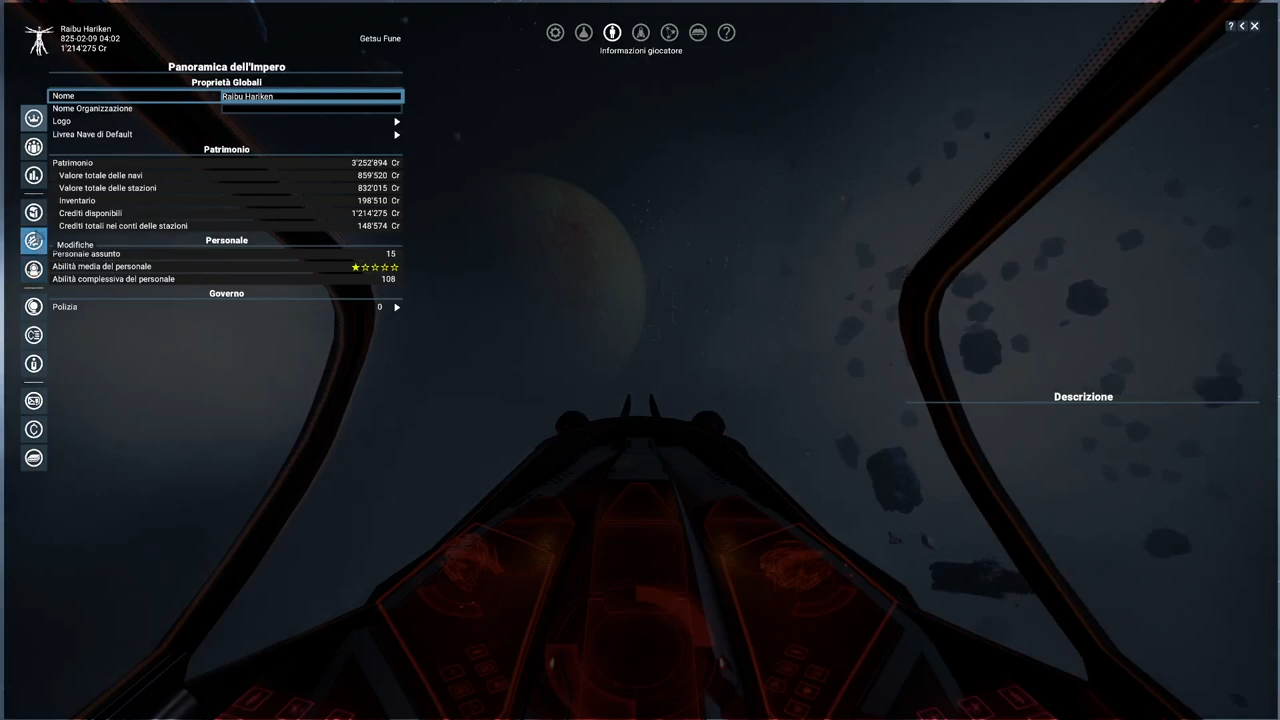 Raibu Hariken
825-02-09 04:02
1'214'275 Cr
Getsu Fune
?
Informazioni giocatore
? < ×
Panoramica dell'Impero
Proprietà Globali
Nome Raibu Hariken
Nome Organizzazione
Logo
Livrea Nave di Default
Patrimonio
Patrimonio 3'252'894 Cr
Valore totale delle navi 859'520 Cr
Valore totale delle stazioni 832'015 Cr
Inventario 198'510 Cr
Crediti disponibili 1'214'275 Cr
Crediti totali nei conti delle stazioni 148'574 Cr
Personale
Modifiche
Personale assunto 15
Abilità media del personale ★☆☆☆☆
Abilità complessiva del personale 108
Governo
Polizia 0
Descrizione